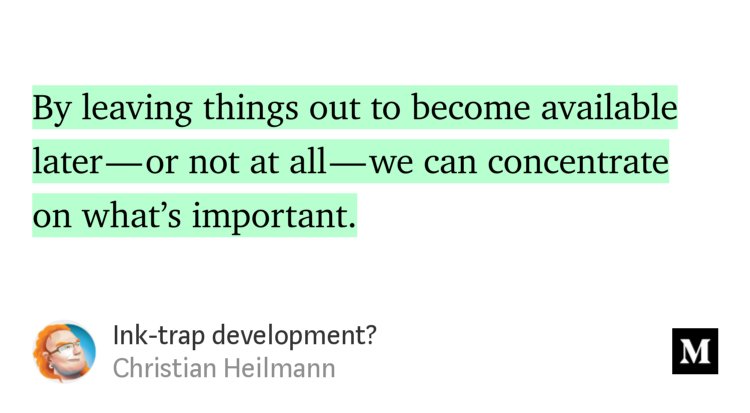 By leaving things out to become available
later — or not at all — we can concentrate
on what’s important.
Ink-trap development?
Christian Heilmann
M